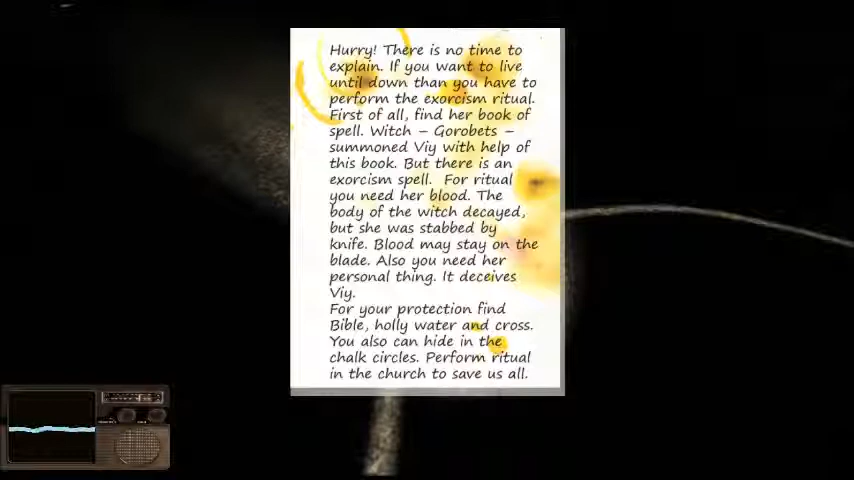 Hurry! There is no time to
explain. If you want to live
until down than you have to
perform the exorcism ritual.
First of all, find her book of
spell. Witch – Gorobets –
summoned Viy with help of
this book. But there is an
exorcism spell.  For ritual
you need her blood. The
body of the witch decayed,
but she was stabbed by
knife. Blood may stay on the
blade. Also you need her
personal thing. It deceives
Viy.
For your protection find
Bible, holly water and cross.
You also can hide in the
chalk circles. Perform ritual
in the church to save us all.